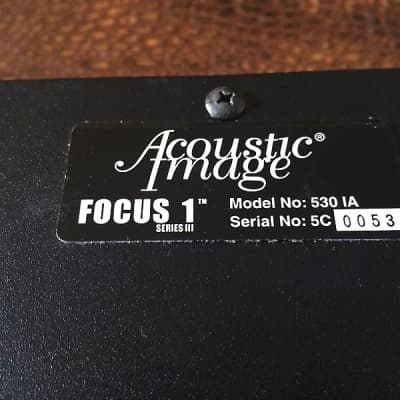 Acoustic®
Image
FOCUS 1™
SERIES III
Model No: 530 IA
Serial No: 5C 0053